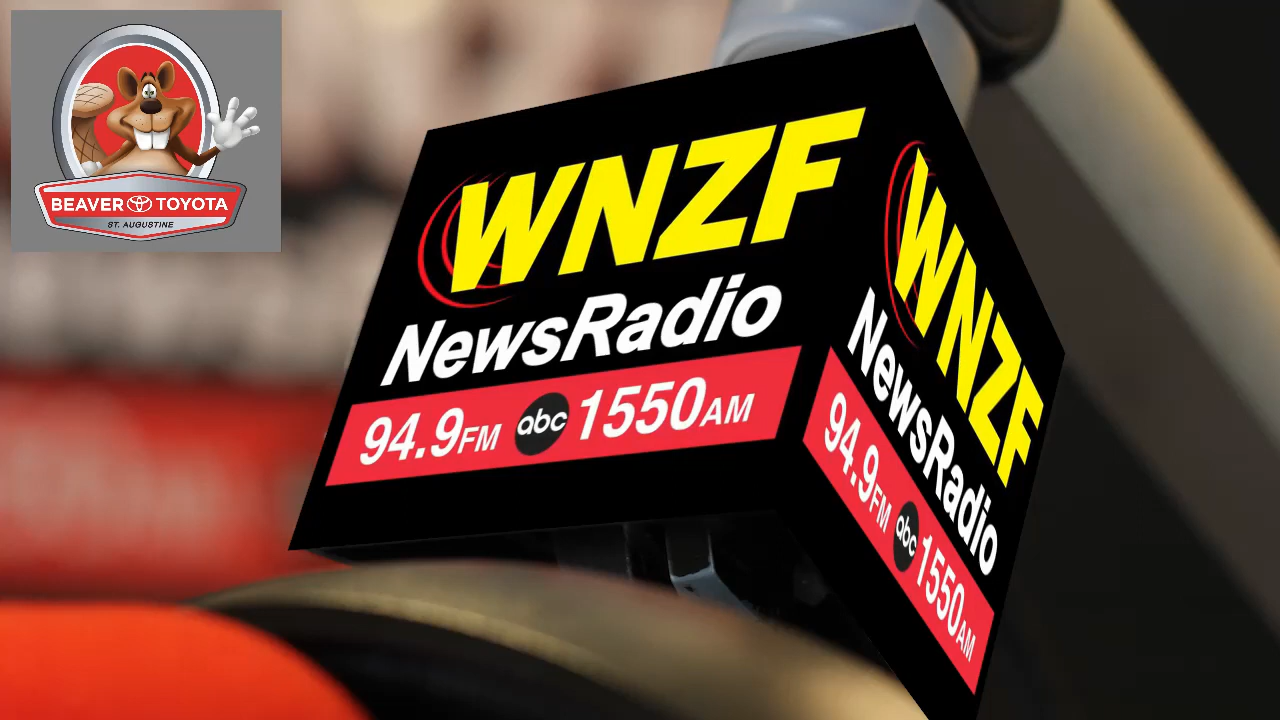 BEAVER TOYOTA
ST. AUGUSTINE
WNZF
NewsRadio
94.9FM abc 1550AM
WNZF
NewsRadio
94.9FM abc 1550AM